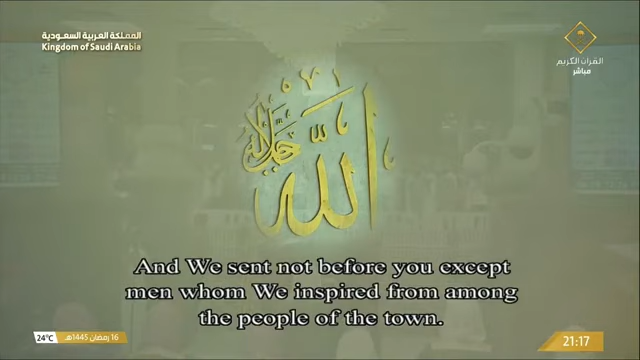 المملكة العربية السعودية
Kingdom of Saudi Arabia
القرآن الكريم
مباشر
الله
جل جلاله
And We sent not before you except
men whom We inspired from among
the people of the town.
24°C
16 رمضان 1445هـ
21:17